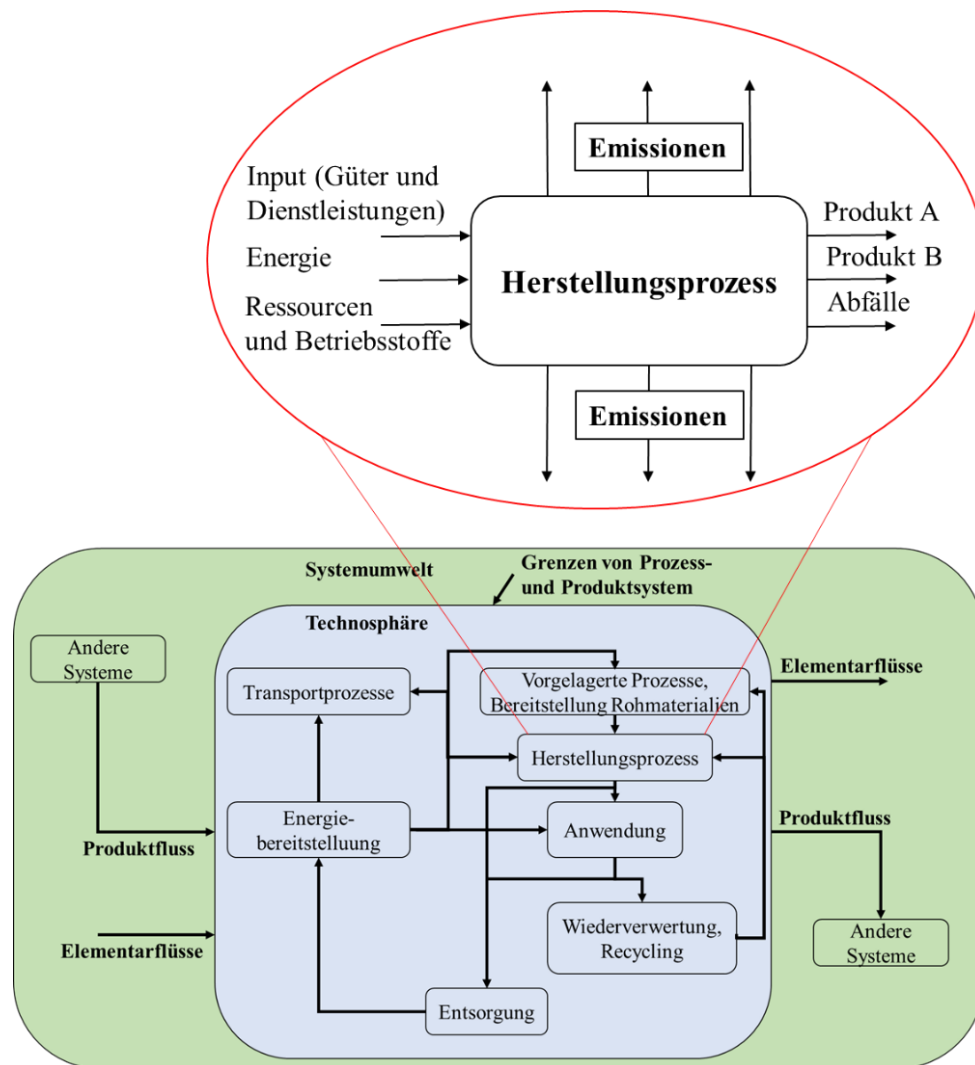 Emissionen
Input (Güter und
Dienstleistungen)
Energie
Ressourcen
und Betriebsstoffe
Herstellungsprozess
Produkt A
Produkt B
Abfälle
Emissionen
Systemumwelt
Grenzen von Prozess-
und Produktsystem
Technosphäre
Andere
Systeme
Transportprozesse
Vorgelagerte Prozesse,
Bereitstellung Rohmaterialien
Elementarflüsse
Herstellungsprozess
Energie-
bereitstelluung
Anwendung
Produktfluss
Produktfluss
Wiederverwertung,
Recycling
Andere
Systeme
Elementarflüsse
Entsorgung